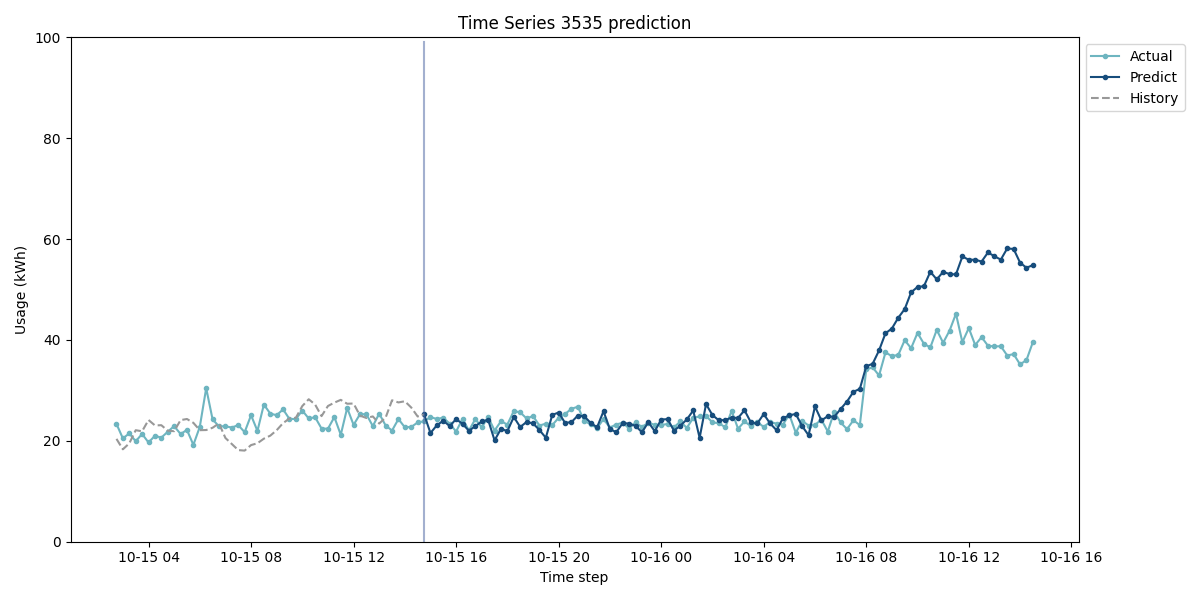 Time Series 3535 prediction
100
80
60
40
20
0
Usage (kWh)
10-15 04 10-15 08 10-15 12 10-15 16 10-15 20 10-16 00 10-16 04 10-16 08 10-16 12 10-16 16
Time step
Actual
Predict
History